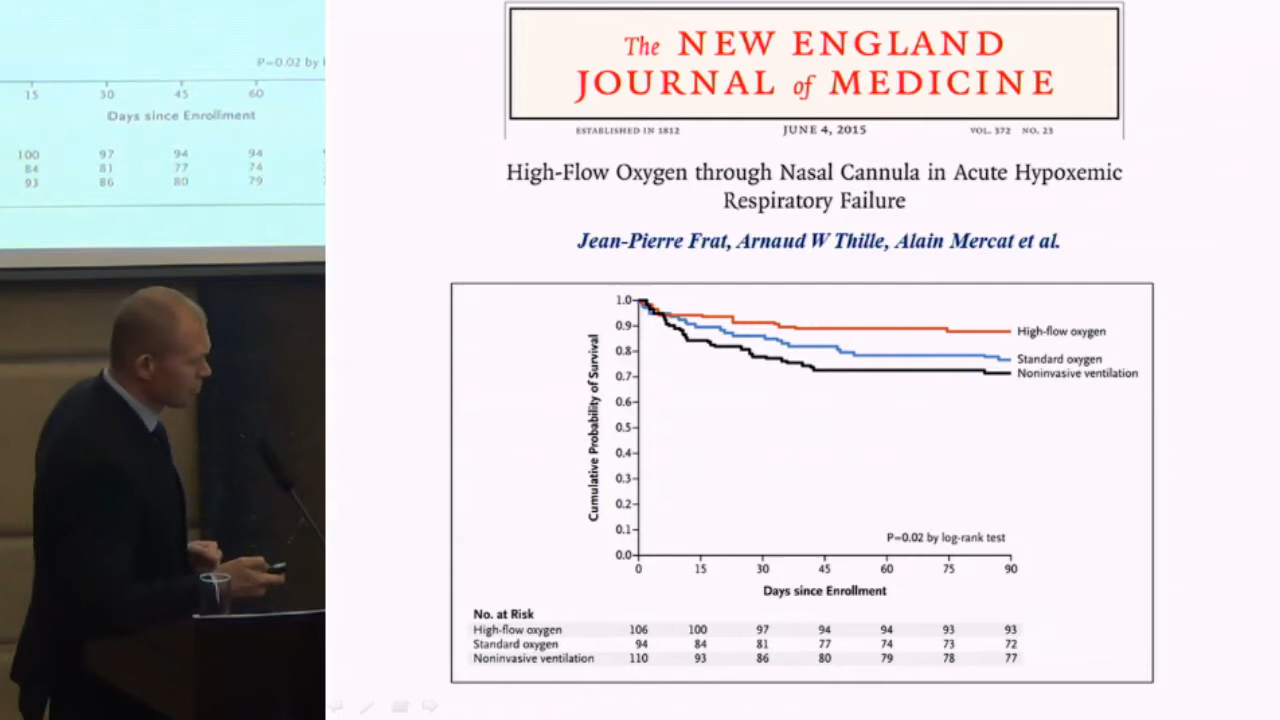 P=0.02 by
15 30 45 60
Days since Enrollment
100 97 94 94
84 81 77 74
93 86 80 79
The NEW ENGLAND
JOURNAL of MEDICINE
ESTABLISHED IN 1812 JUNE 4, 2015 VOL. 372 NO. 23
High-Flow Oxygen through Nasal Cannula in Acute Hypoxemic
Respiratory Failure
Jean-Pierre Frat, Arnaud W Thille, Alain Mercat et al.
Cumulative Probability of Survival
1.0
0.9
0.8
0.7
0.6
0.5
0.4
0.3
0.2
0.1
0.0
High-flow oxygen
Standard oxygen
Noninvasive ventilation
P=0.02 by log-rank test
0 15 30 45 60 75 90
Days since Enrollment
No. at Risk
High-flow oxygen 106 100 97 94 94 93 93
Standard oxygen 94 84 81 77 74 73 72
Noninvasive ventilation 110 93 86 80 79 78 77